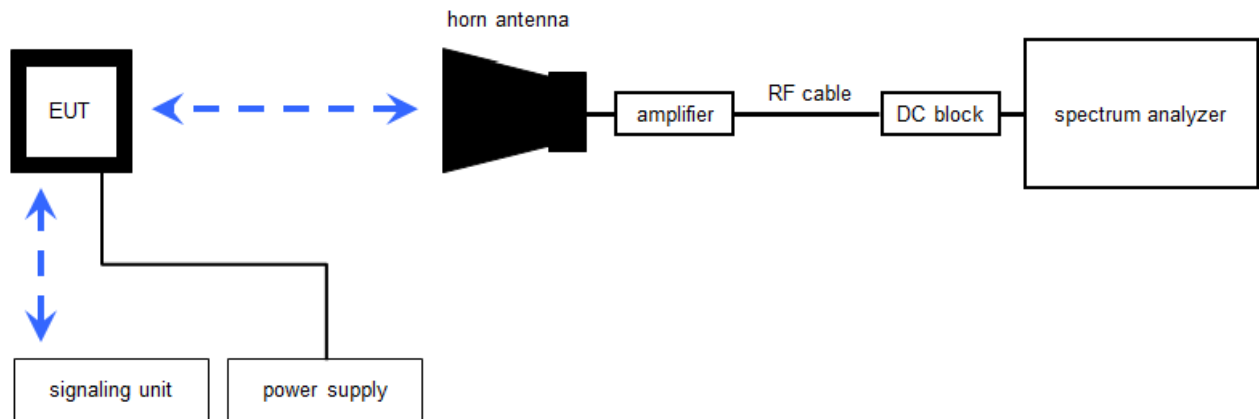 horn antenna
EUT
amplifier
RF cable
DC block
spectrum analyzer
signaling unit
power supply